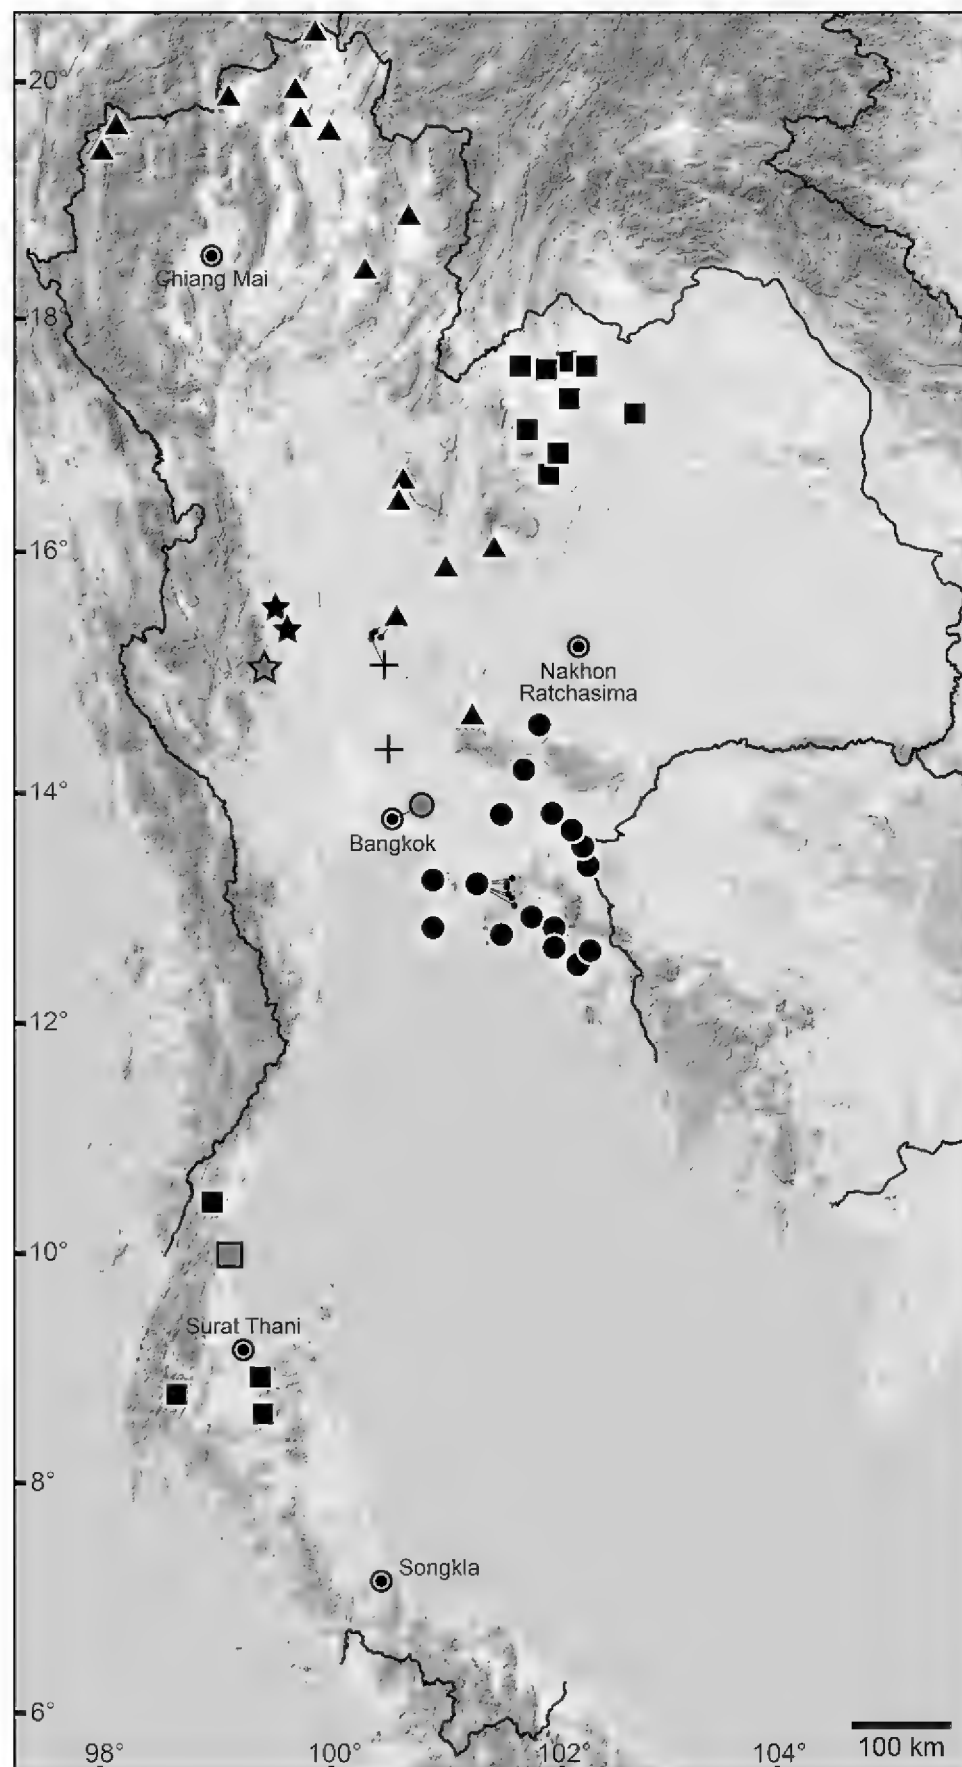 20°
Chiang Mai
18°
16°
Nakhon
Ratchasima
14°
Bangkok
12°
10°
Surat Thani
8°
Songkla
6°
98° 100° 102° 104°
100 km